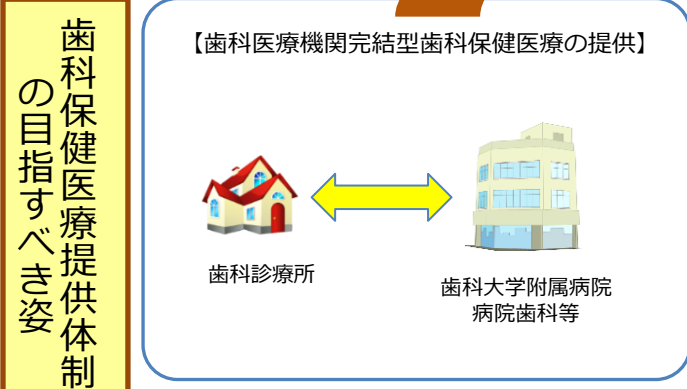 歯科保健医療提供体制
の目指すべき姿
【歯科医療機関完結型歯科保健医療の提供】
歯科診療所
歯科大学附属病院
病院歯科等